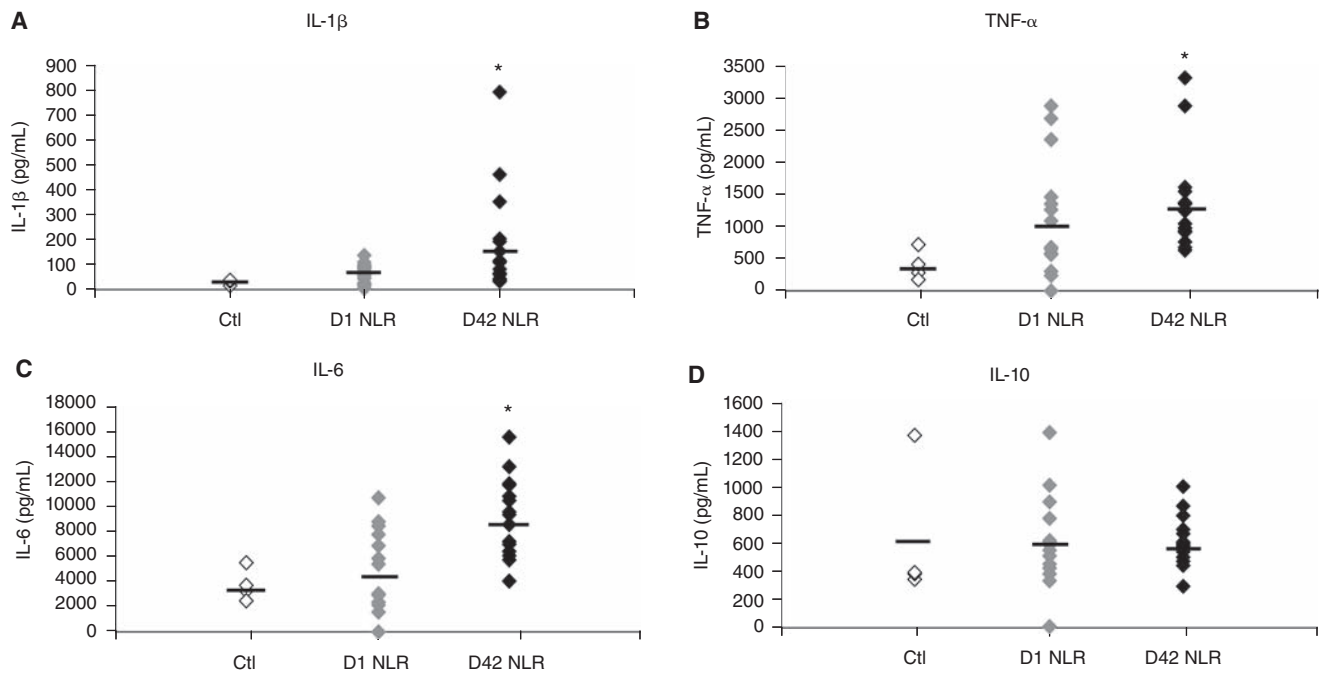 A
IL-1β
IL-1β (pg/mL)
900
800
700
600
500
400
300
200
100
0
*
Ctl
D1 NLR
D42 NLR
B
TNF-α
TNF-α (pg/mL)
3500
3000
2500
2000
1500
1000
500
0
*
Ctl
D1 NLR
D42 NLR
C
IL-6
IL-6 (pg/mL)
18000
16000
14000
12000
10000
8000
6000
4000
2000
0
*
Ctl
D1 NLR
D42 NLR
D
IL-10
IL-10 (pg/mL)
1600
1400
1200
1000
800
600
400
200
0
Ctl
D1 NLR
D42 NLR